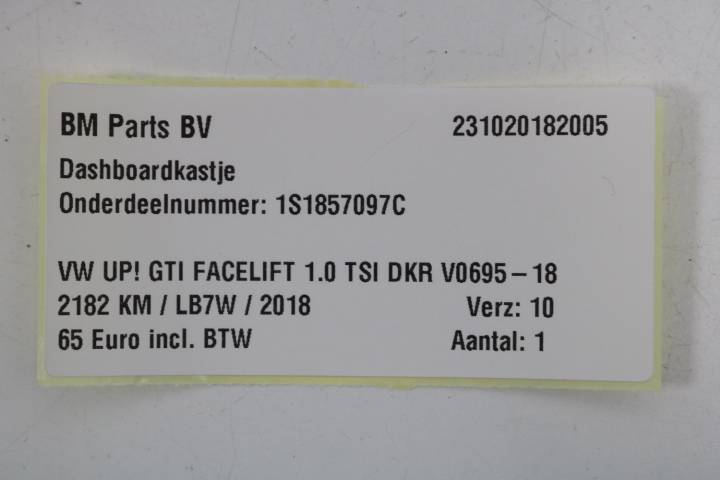 BM Parts BV 231020182005
Dashboardkastje
Onderdeelnummer: 1S1857097C
VW UP! GTI FACELIFT 1.0 TSI DKR V0695-18
2182 KM / LB7W / 2018 Verz: 10
65 Euro incl. BTW Aantal: 1